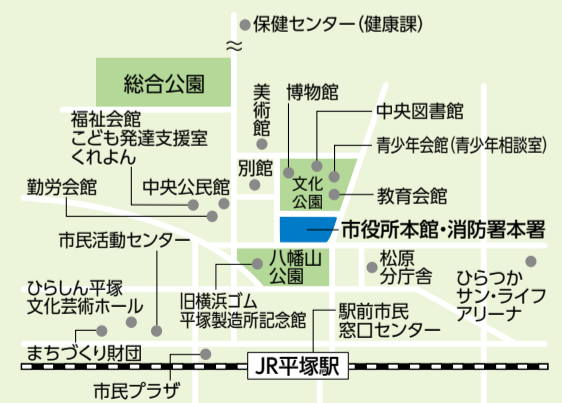 保健センター(健康課)
総合公園
美術館
博物館
中央図書館
福祉会館
こども発達支援室
くれよん
青少年会館(青少年相談室)
別館
文化
公園
勤労会館
中央公民館
教育会館
市役所本館・消防署本署
市民活動センター
八幡山
公園
松原
分庁舎
ひらつか
サン・ライフ
アリーナ
ひらしん平塚
文化芸術ホール
旧横浜ゴム
平塚製造所記念館
駅前市民
窓口センター
まちづくり財団
JR平塚駅
市民プラザ